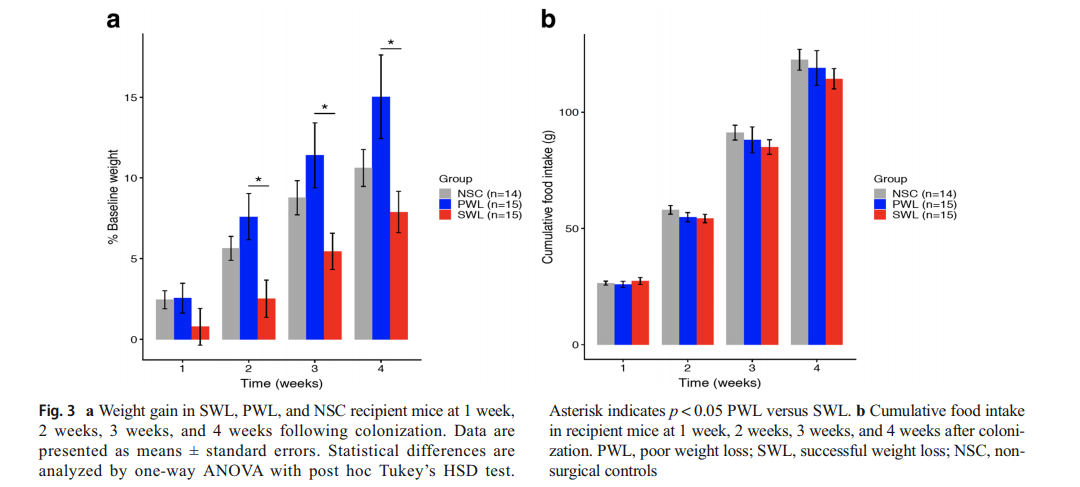 a
% Baseline weight
15
10
5
0
*
*
*
1 2 3 4
Time (weeks)
Group
NSC (n=14)
PWL (n=15)
SWL (n=15)
b
Cumulative food intake (g)
100
50
0
1 2 3 4
Time (weeks)
Group
NSC (n=14)
PWL (n=15)
SWL (n=15)
Fig. 3 a Weight gain in SWL, PWL, and NSC recipient mice at 1 week,
2 weeks, 3 weeks, and 4 weeks following colonization. Data are
presented as means ± standard errors. Statistical differences are
analyzed by one-way ANOVA with post hoc Tukey's HSD test.
Asterisk indicates p < 0.05 PWL versus SWL. b Cumulative food intake
in recipient mice at 1 week, 2 weeks, 3 weeks, and 4 weeks after coloni-
zation. PWL, poor weight loss; SWL, successful weight loss; NSC, non-
surgical controls